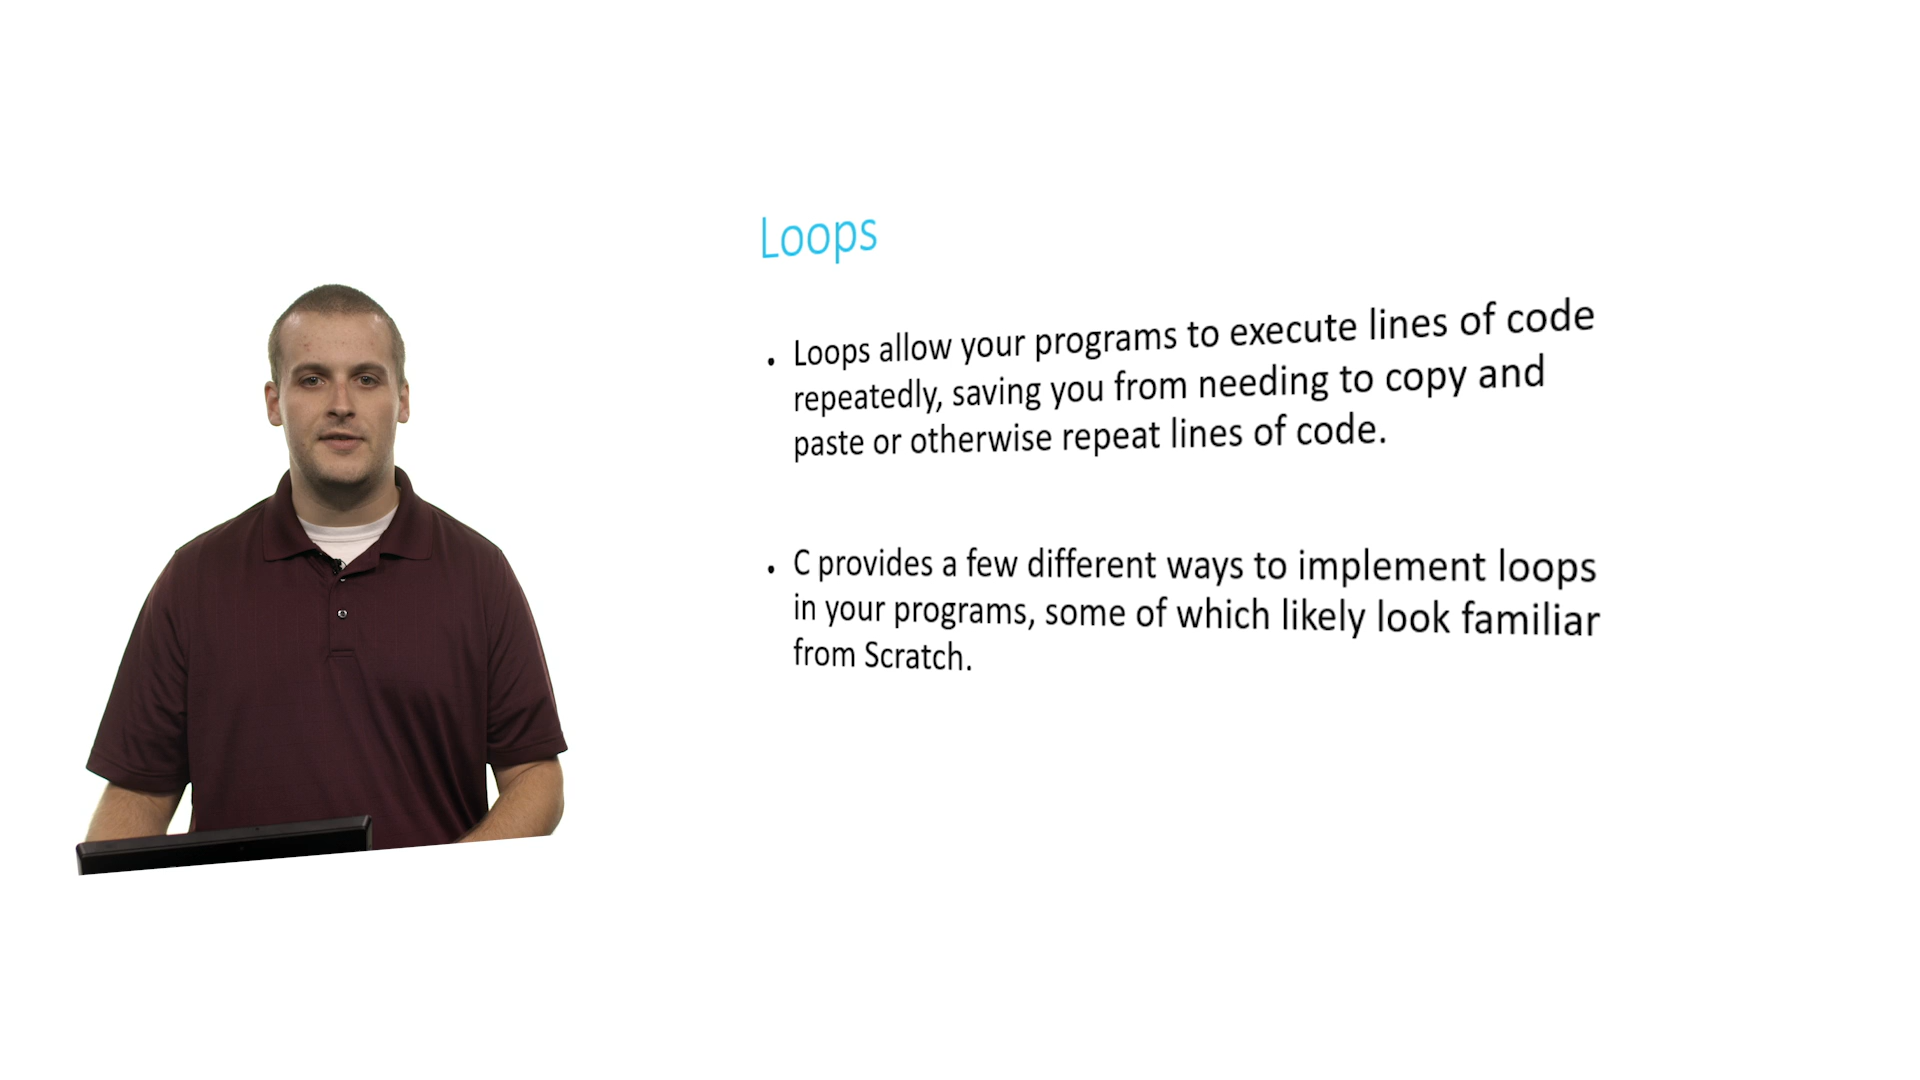 Loops
• Loops allow your programs to execute lines of code
repeatedly, saving you from needing to copy and
paste or otherwise repeat lines of code.
• C provides a few different ways to implement loops
in your programs, some of which likely look familiar
from Scratch.